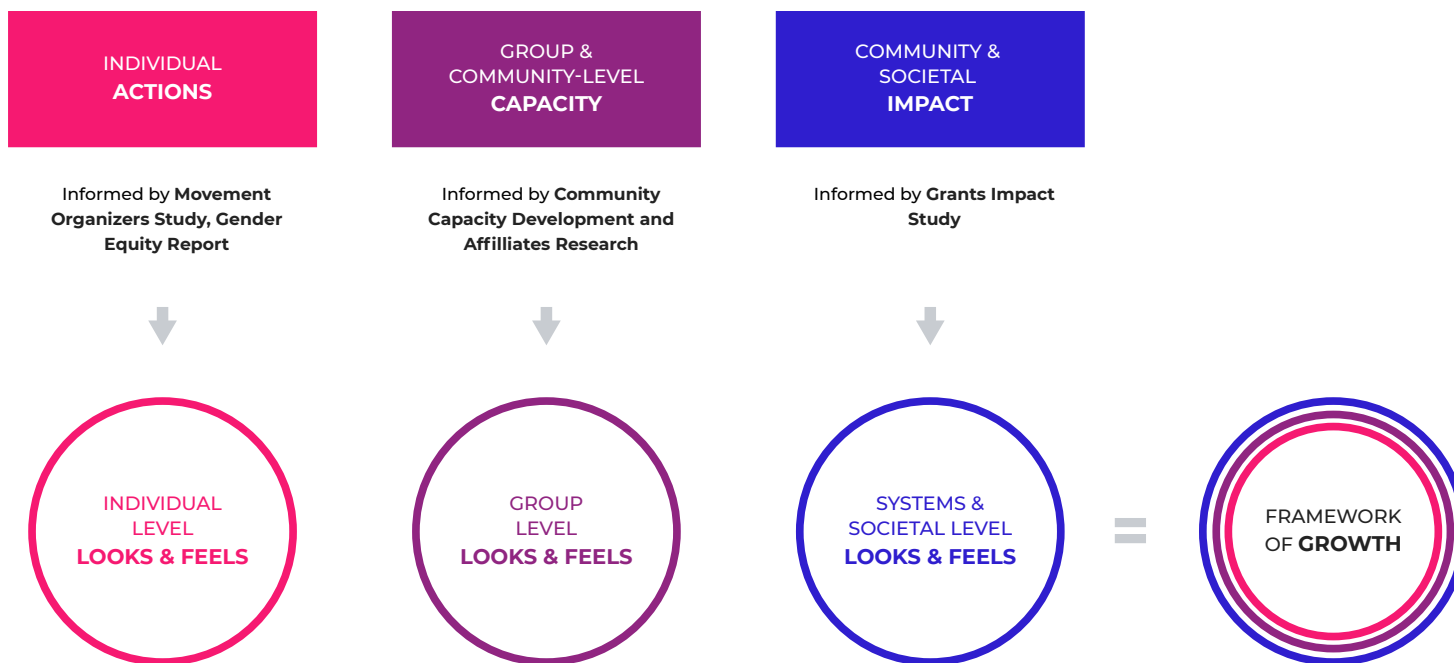 INDIVIDUAL
ACTIONS
GROUP &
COMMUNITY-LEVEL
CAPACITY
COMMUNITY &
SOCIETAL
IMPACT
Informed by Movement
Organizers Study, Gender
Equity Report
Informed by Community
Capacity Development and
Affilliates Research
Informed by Grants Impact
Study
INDIVIDUAL
LEVEL
LOOKS & FEELS
GROUP
LEVEL
LOOKS & FEELS
SYSTEMS &
SOCIETAL LEVEL
LOOKS & FEELS
=
FRAMEWORK
OF GROWTH